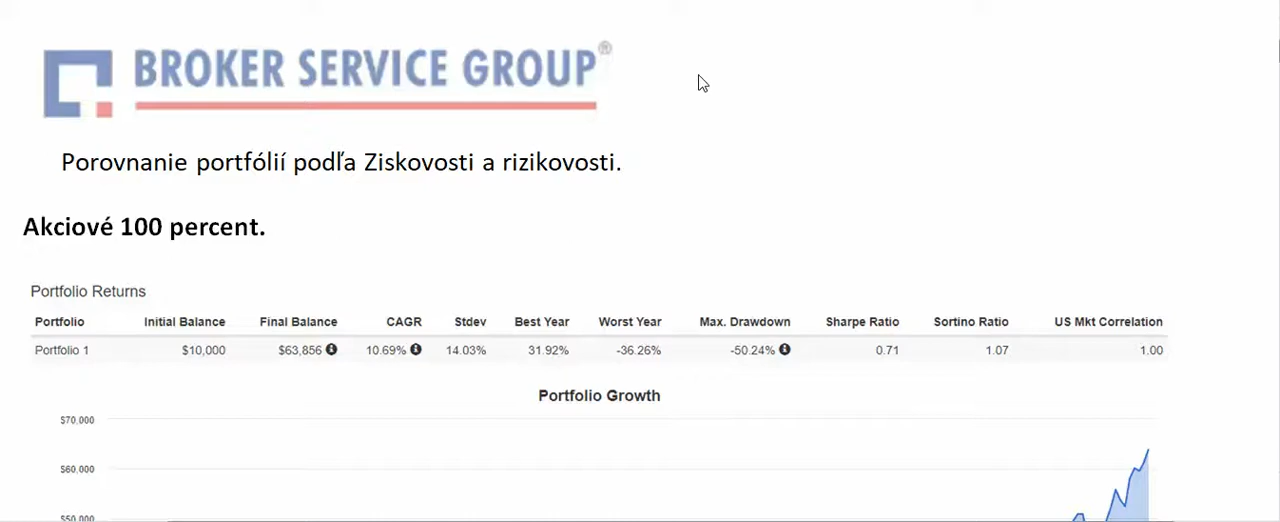 BROKER SERVICE GROUP®
Porovnanie portfólií podľa Ziskovosti a rizikovosti.
Akciové 100 percent.
Portfolio Returns
Portfolio Initial Balance Final Balance CAGR Stdev Best Year Worst Year Max. Drawdown Sharpe Ratio Sortino Ratio US Mkt Correlation
Portfolio 1 $10,000 $63,856 10.69% 14.03% 31.92% -36.26% -50.24% 0.71 1.07 1.00
Portfolio Growth
$70,000
$60,000
$50,000